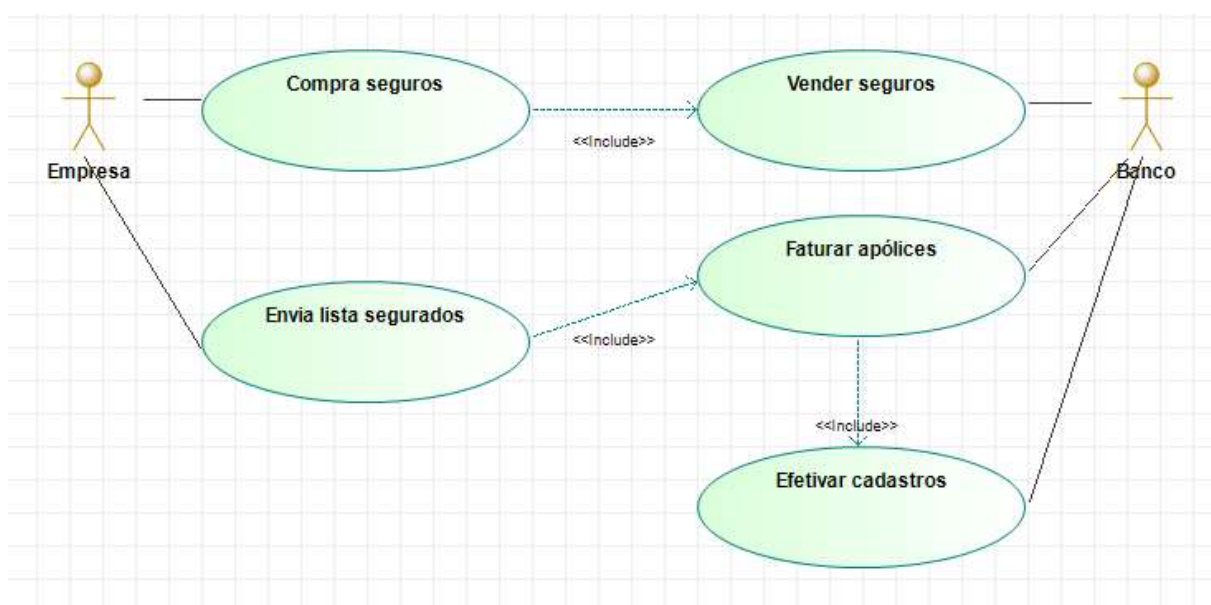 Compra seguros
Vender seguros
<<Include>>
Empresa
Banco
Faturar apólices
Envia lista segurados
<<Include>>
<<Include>>
Efetivar cadastros